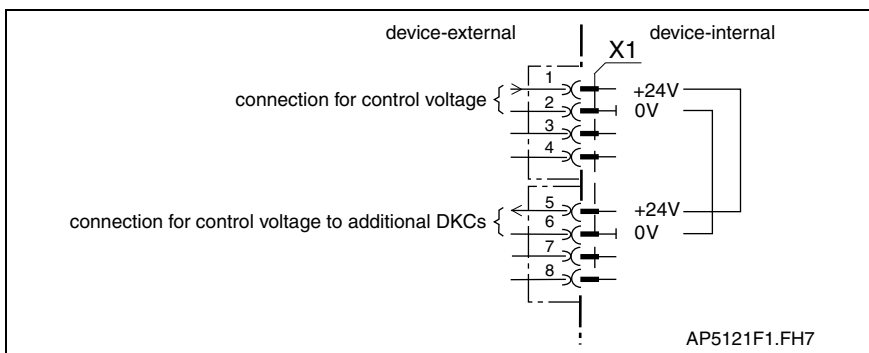 device-external
device-internal
X1
1
+24V
connection for control voltage
2
0V
3
4
5
+24V
connection for control voltage to additional DKCs
6
0V
7
8
AP5121F1.FH7